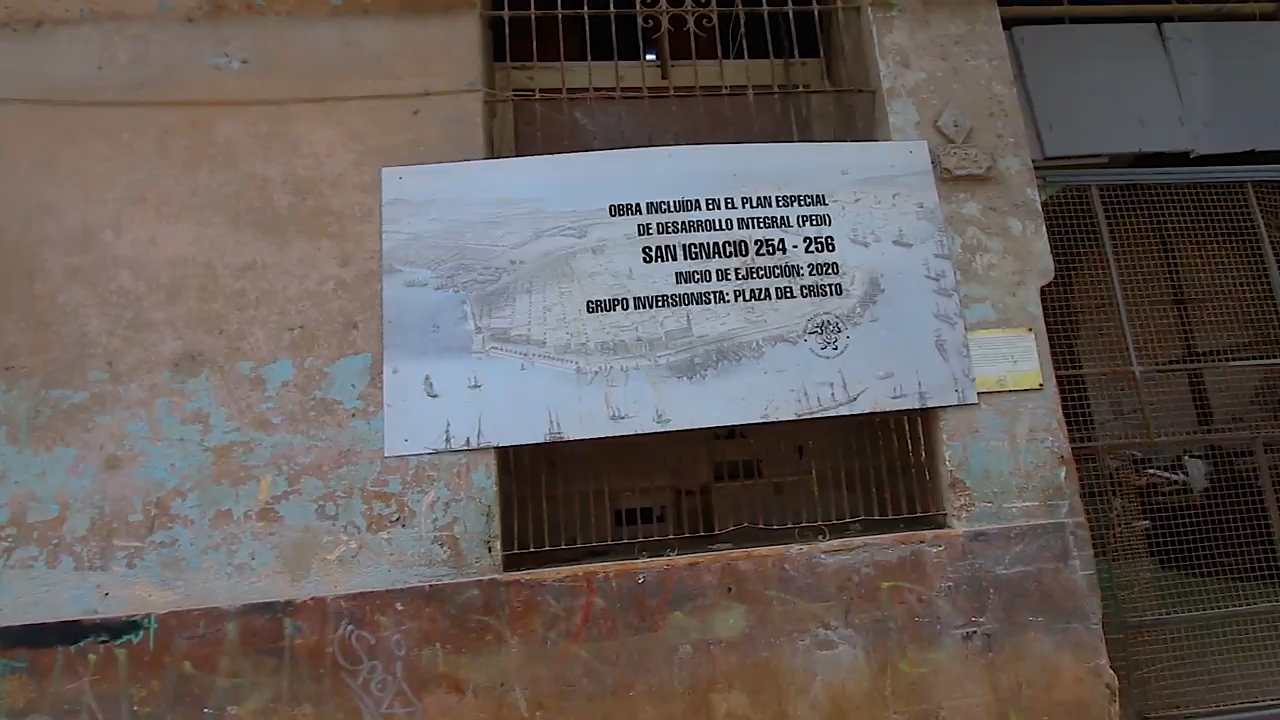 OBRA INCLUÍDA EN EL PLAN ESPECIAL
DE DESARROLLO INTEGRAL (PEDI)
SAN IGNACIO 254 - 256
INICIO DE EJECUCIÓN: 2020
GRUPO INVERSIONISTA: PLAZA DEL CRISTO